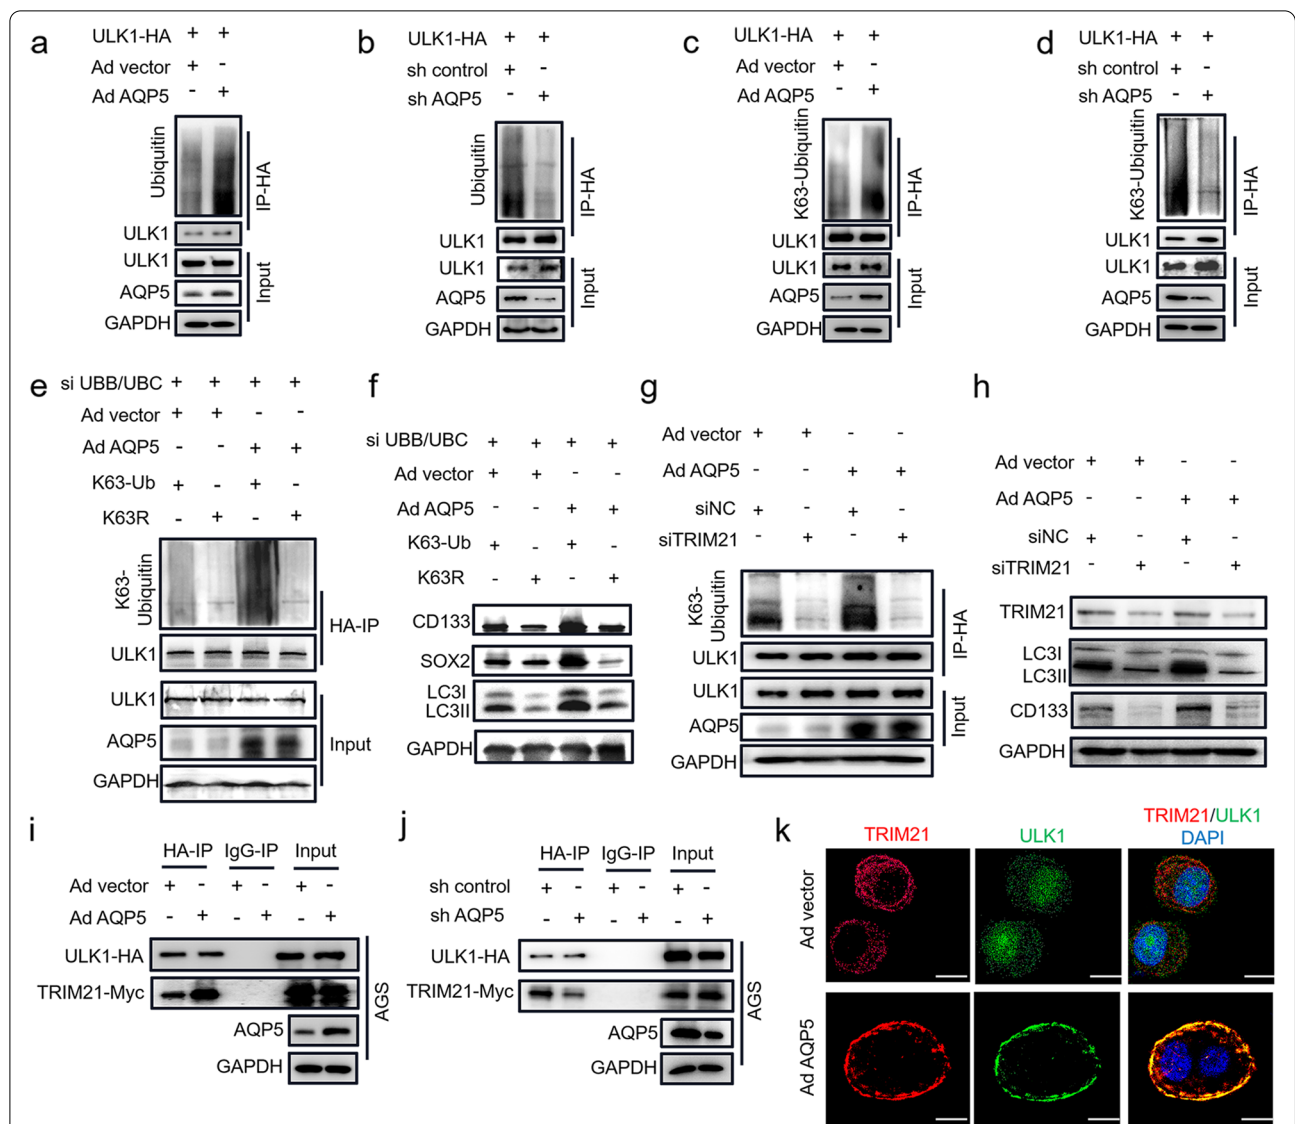 a
ULK1-HA + +
Ad vector + -
Ad AQP5 - +
Ubiquitin
ULK1
IP-HA
ULK1
AQP5
GAPDH
Input
b
ULK1-HA + +
sh control + -
sh AQP5 - +
Ubiquitin
ULK1
IP-HA
ULK1
AQP5
GAPDH
Input
c
ULK1-HA + +
Ad vector + -
Ad AQP5 - +
K63-Ubiquitin
ULK1
IP-HA
ULK1
AQP5
GAPDH
Input
d
ULK1-HA + +
sh control + -
sh AQP5 - +
K63-Ubiquitin
ULK1
IP-HA
ULK1
AQP5
GAPDH
Input
e
si UBB/UBC + + + +
Ad vector + + - -
Ad AQP5 - - + +
K63-Ub + - + -
K63R - + - +
K63-
Ubiquitin
ULK1
HA-IP
ULK1
AQP5
GAPDH
Input
f
si UBB/UBC + + + +
Ad vector + + - -
Ad AQP5 - - + +
K63-Ub + - + -
K63R - + - +
CD133
SOX2
LC3I
LC3II
GAPDH
g
Ad vector + + - -
Ad AQP5 - - + +
siNC + - + -
siTRIM21 - + - +
K63-
Ubiquitin
ULK1
IP-HA
ULK1
AQP5
GAPDH
Input
h
Ad vector + + - -
Ad AQP5 - - + +
siNC + - + -
siTRIM21 - + - +
TRIM21
LC3I
LC3II
CD133
GAPDH
i
HA-IP IgG-IP Input
Ad vector + - + - + -
Ad AQP5 - + - + - +
ULK1-HA
TRIM21-Myc
AQP5
GAPDH
AGS
j
HA-IP IgG-IP Input
sh control + - + - + -
sh AQP5 - + - + - +
ULK1-HA
TRIM21-Myc
AQP5
GAPDH
AGS
k
TRIM21 ULK1 TRIM21/ULK1
DAPI
Ad vector
Ad AQP5